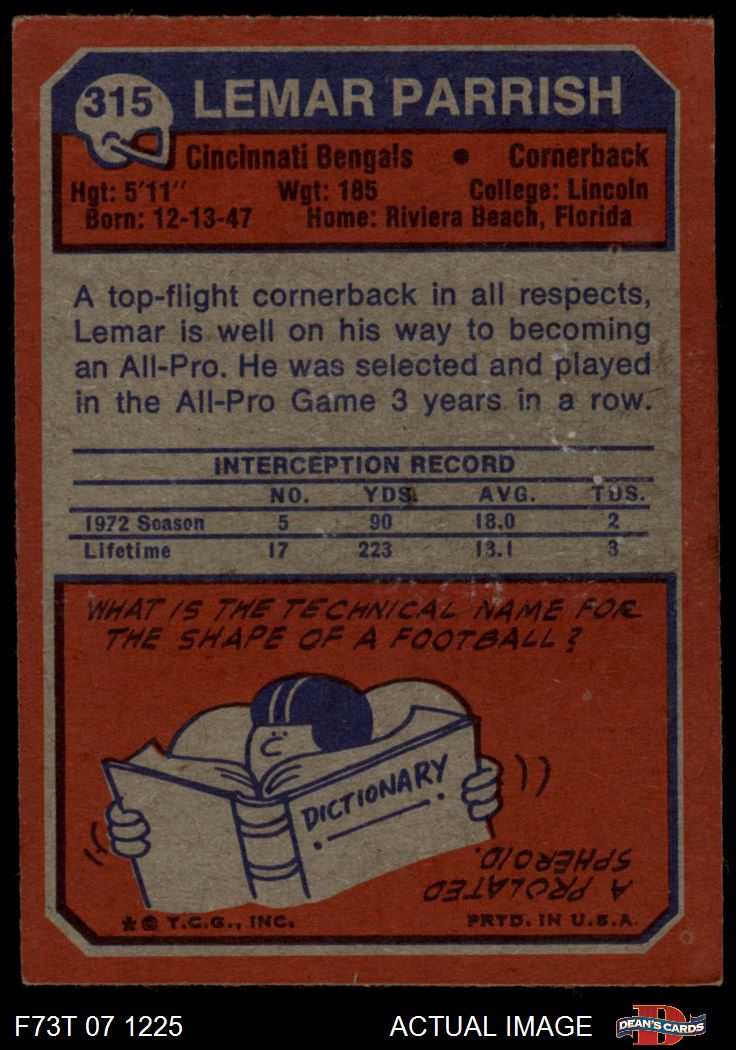 315 LEMAR PARRISH
Cincinnati Bengals • Cornerback
Hgt: 5'11" Wgt: 185 College: Lincoln
Born: 12-13-47 Home: Riviera Beach, Florida
A top-flight cornerback in all respects,
Lemar is well on his way to becoming
an All-Pro. He was selected and played
in the All-Pro Game 3 years in a row.
INTERCEPTION RECORD
NO. YDS. AVG. TDS.
1972 Season 5 90 18.0 2
Lifetime 17 223 13.1 3
WHAT IS THE TECHNICAL NAME FOR
THE SHAPE OF A FOOTBALL?
DICTIONARY
A PROLATED
SPHEROID.
* © T.C.G., INC. PRTD. IN U.S.A.
F73T 07 1225 ACTUAL IMAGE D DEAN'S CARDS